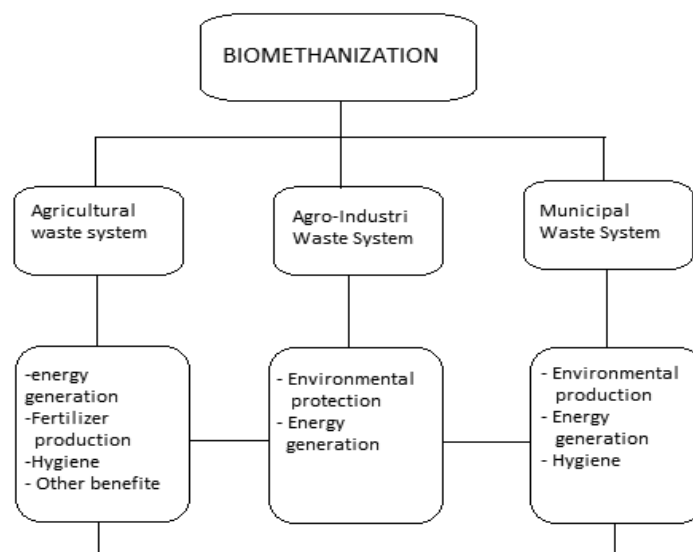 BIOMETHANIZATION
Agricultural
waste system
Agro-Industri
Waste System
Municipal
Waste System
-energy
generation
-Fertilizer
production
-Hygiene
- Other benefite
- Environmental
protection
- Energy
generation
- Environmental
production
- Energy
generation
- Hygiene